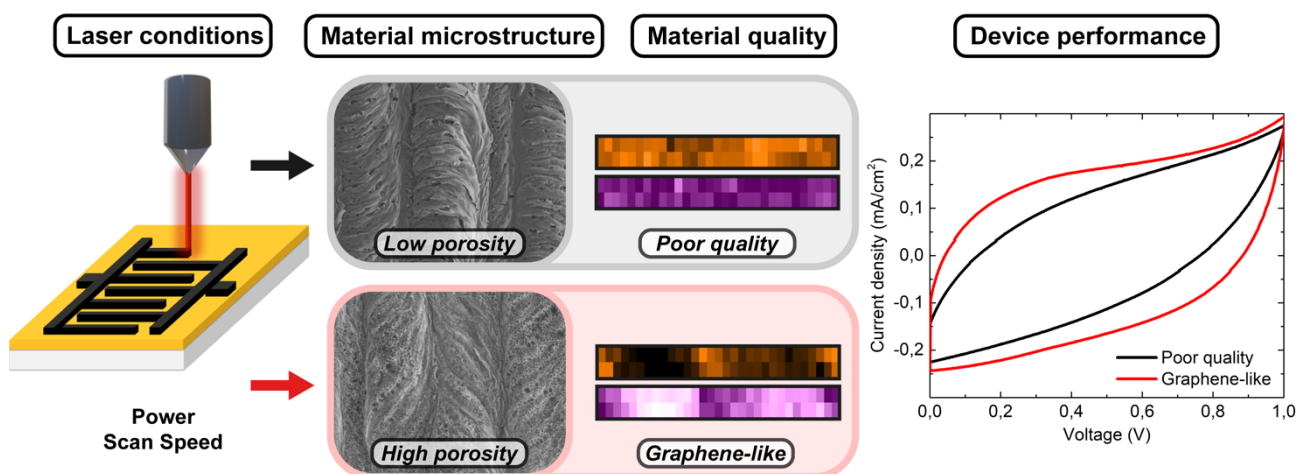 Laser conditions
Material microstructure
Material quality
Device performance
Low porosity
Poor quality
High porosity
Graphene-like
Power
Scan Speed
Current density (mA/cm²)
0,2
0,1
0,0
-0,1
-0,2
Poor quality
Graphene-like
0,0 0,2 0,4 0,6 0,8 1,0
Voltage (V)